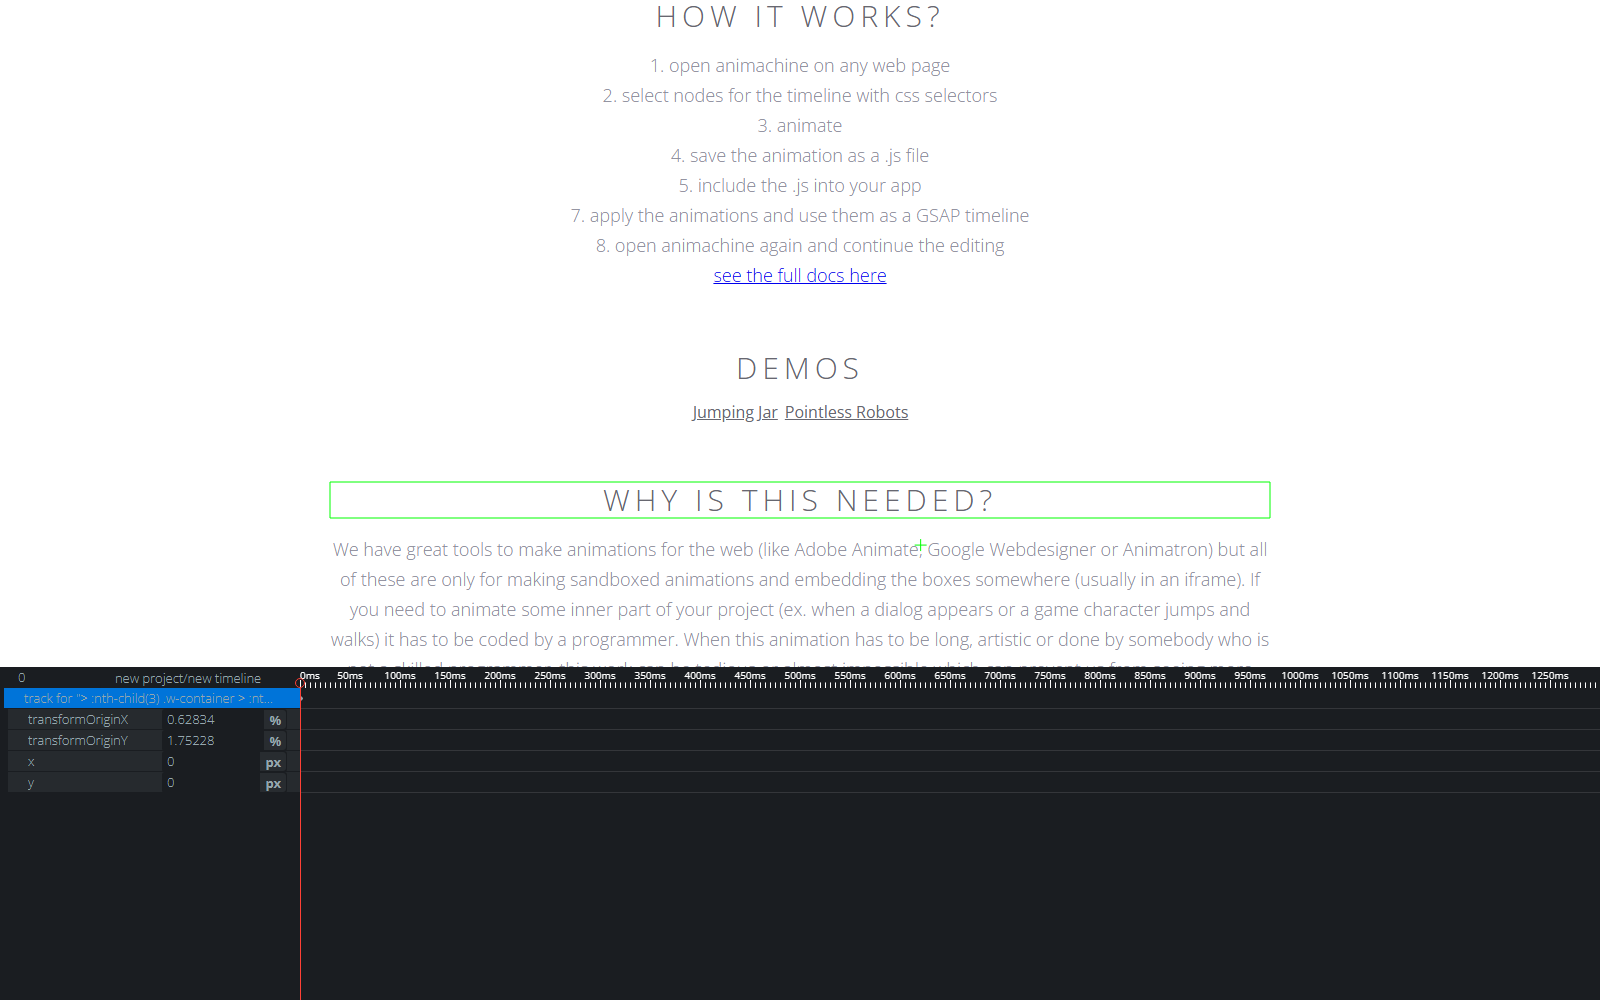 HOW IT WORKS?
1. open animachine on any web page
2. select nodes for the timeline with css selectors
3. animate
4. save the animation as a .js file
5. include the .js into your app
7. apply the animations and use them as a GSAP timeline
8. open animachine again and continue the editing
see the full docs here
DEMOS
Jumping Jar Pointless Robots
WHY IS THIS NEEDED?
We have great tools to make animations for the web (like Adobe Animate, Google Webdesigner or Animatron) but all
of these are only for making sandboxed animations and embedding the boxes somewhere (usually in an iframe). If
you need to animate some inner part of your project (ex. when a dialog appears or a game character jumps and
walks) it has to be coded by a programmer. When this animation has to be long, artistic or done by somebody who is
0 new project/new timeline 0ms 50ms 100ms 150ms 200ms 250ms 300ms 350ms 400ms 450ms 500ms 550ms 600ms 650ms 700ms 750ms 800ms 850ms 900ms 950ms 1000ms 1050ms 1100ms 1150ms 1200ms 1250ms
track for "> :nth-child(3) .w-container > :nt...
transformOriginX 0.62834 %
transformOriginY 1.75228 %
x 0 px
y 0 px